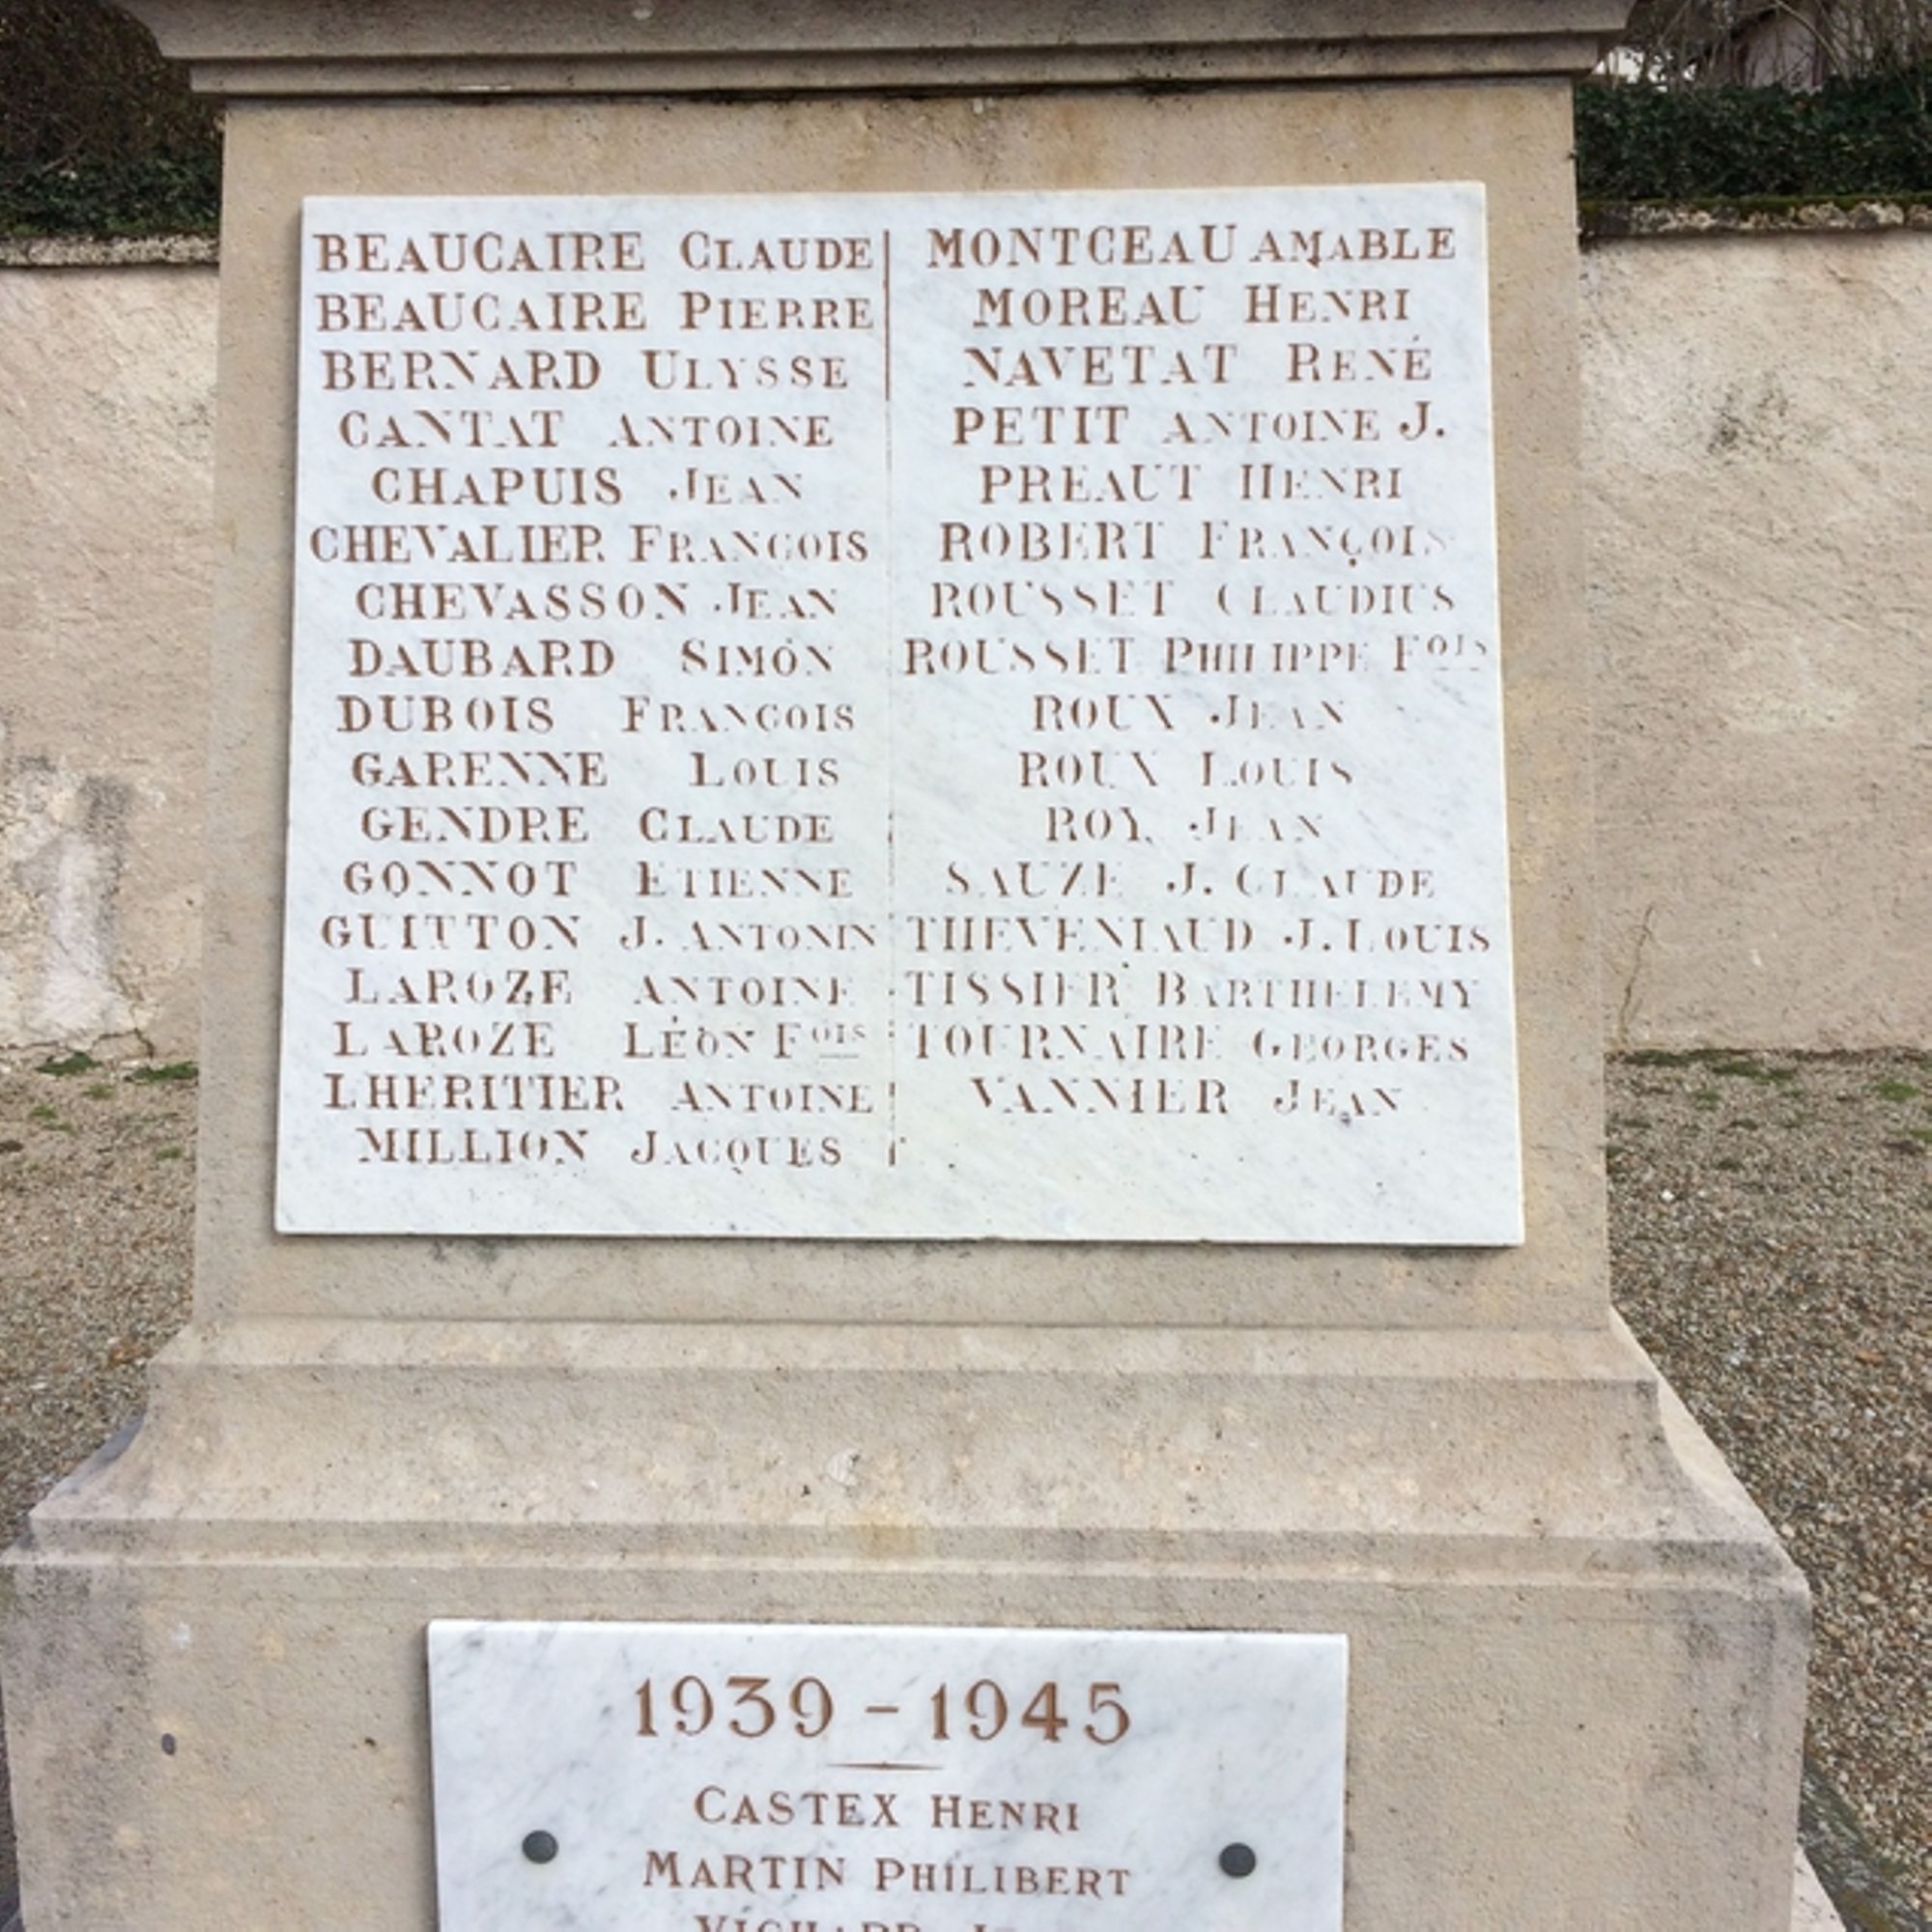 BEAUCAIRE CLAUDE
BEAUCAIRE PIERRE
BERNARD ULYSSE
CANTAT ANTOINE
CHAPUIS JEAN
CHEVALIER FRANCOIS
CHEVASSON JEAN
DAUBARD SIMON
DUBOIS FRANCOIS
GARENNE LOUIS
GENDRE CLAUDE
GONNOT ETIENNE
GUITTON J. ANTONIN
LAROZE ANTOINE
LAROZE LÉON FOIS
LHERITIER ANTOINE
MILLION JACQUES
MONTCEAU AMABLE
MOREAU HENRI
NAVETAT RENÉ
PETIT ANTOINE J.
PREAUT HENRI
ROBERT FRANÇOIS
ROUSSET CLAUDIUS
ROUSSET PHILIPPE FOIS
ROUX JEAN
ROUX LOUIS
ROY JEAN
SAUZE J. CLAUDE
THEVENIAUD J. LOUIS
TISSIER BARTHELEMY
TOURNAIRE GEORGES
VANNIER JEAN
1939 - 1945
CASTEX HENRI
MARTIN PHILIBERT